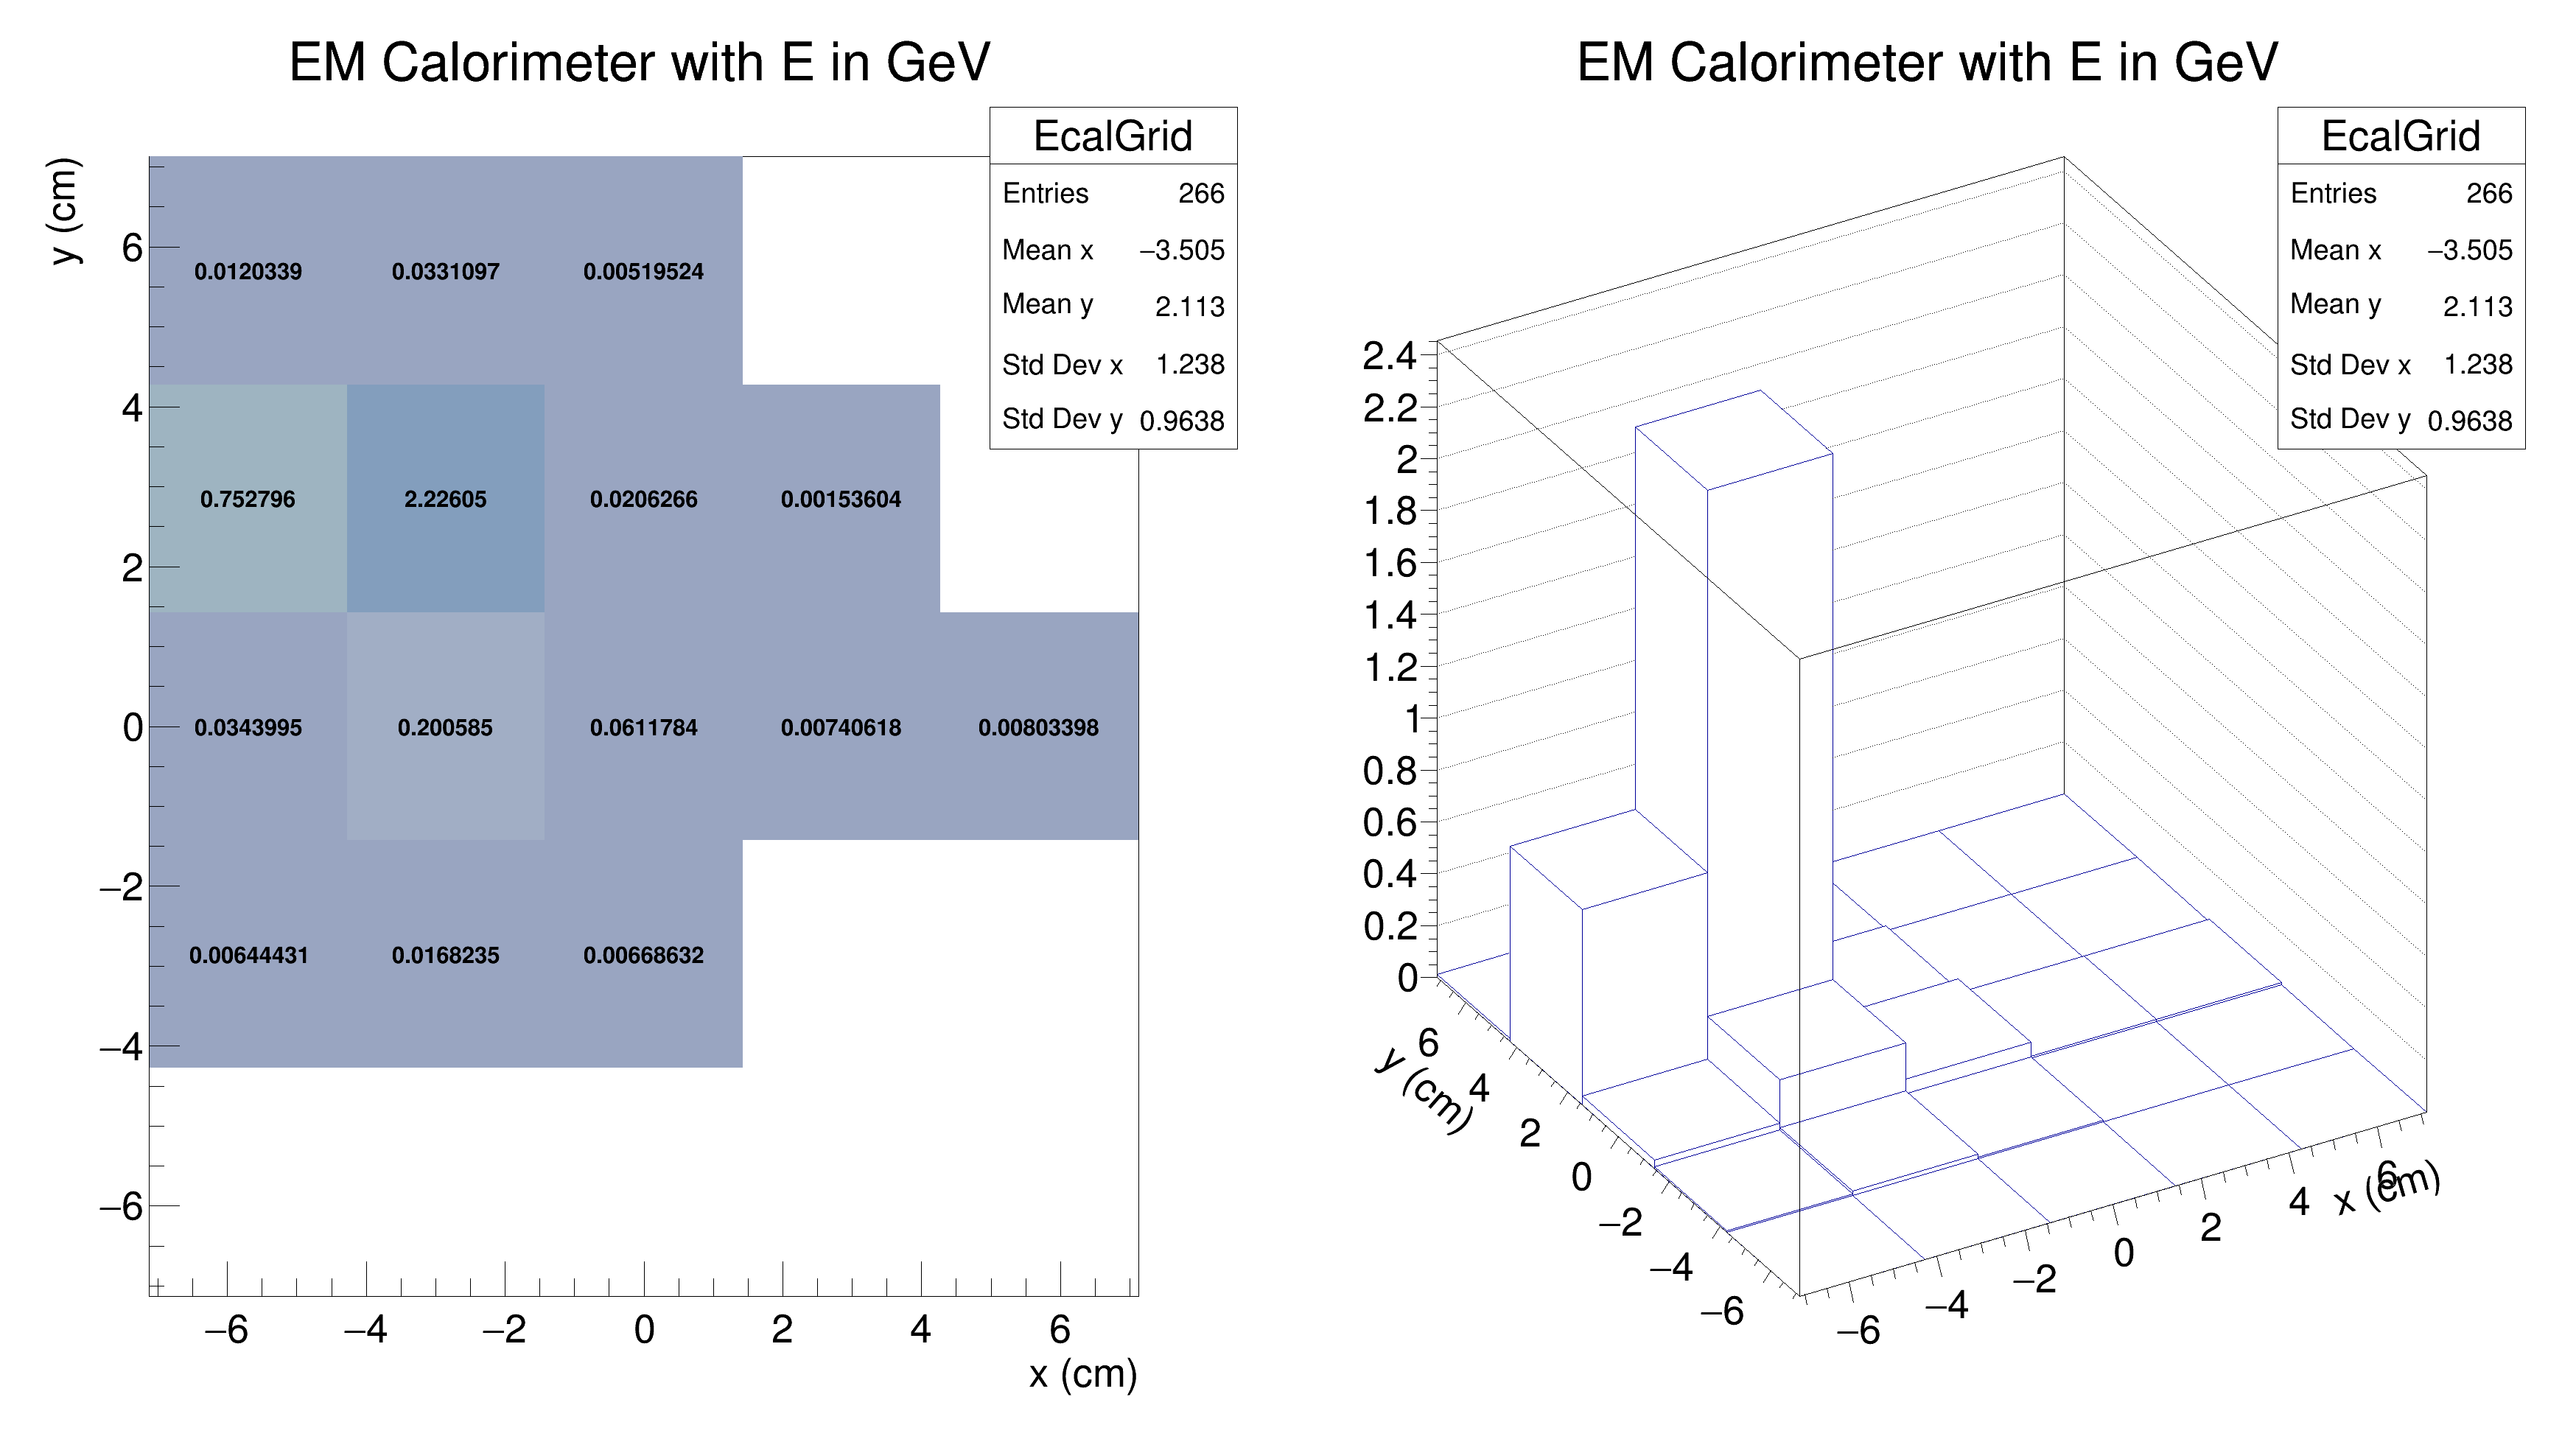 EM Calorimeter with E in GeV
EcalGrid
Entries 266
Mean x −3.505
Mean y 2.113
Std Dev x 1.238
Std Dev y 0.9638
y (cm)
6
4
2
0
−2
−4
−6
0.0120339 0.0331097 0.00519524
0.752796 2.22605 0.0206266 0.00153604
0.0343995 0.200585 0.0611784 0.00740618 0.00803398
0.00644431 0.0168235 0.00668632
−6 −4 −2 0 2 4 6
x (cm)
EM Calorimeter with E in GeV
EcalGrid
Entries 266
Mean x −3.505
Mean y 2.113
Std Dev x 1.238
Std Dev y 0.9638
2.4
2.2
2
1.8
1.6
1.4
1.2
1
0.8
0.6
0.4
0.2
0
6
4
2
0
−2
−4
−6
y (cm)
−6 −4 −2 0 2 4 6
x (cm)